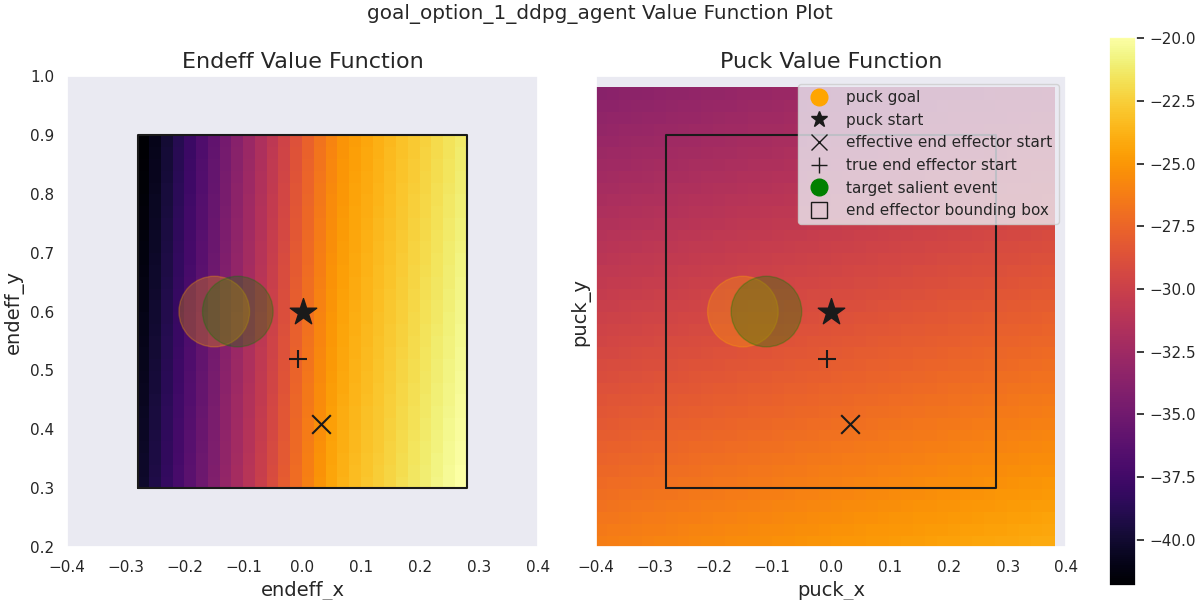 goal_option_1_ddpg_agent Value Function Plot
Endeff Value Function
endeff_y
1.0
0.9
0.8
0.7
0.6
0.5
0.4
0.3
0.2
−0.4 −0.3 −0.2 −0.1 0.0 0.1 0.2 0.3 0.4
endeff_x
Puck Value Function
puck_y
puck goal
puck start
effective end effector start
true end effector start
target salient event
end effector bounding box
−0.4 −0.3 −0.2 −0.1 0.0 0.1 0.2 0.3 0.4
puck_x
−20.0
−22.5
−25.0
−27.5
−30.0
−32.5
−35.0
−37.5
−40.0